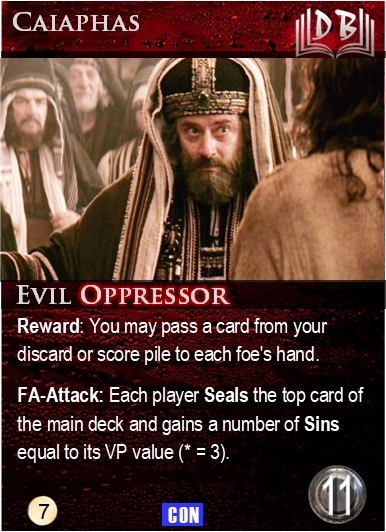 CAIAPHAS
DB
EVIL OPPRESSOR
Reward: You may pass a card from your
discard or score pile to each foe's hand.
FA-Attack: Each player Seals the top card of
the main deck and gains a number of Sins
equal to its VP value (* = 3).
7
CON
11